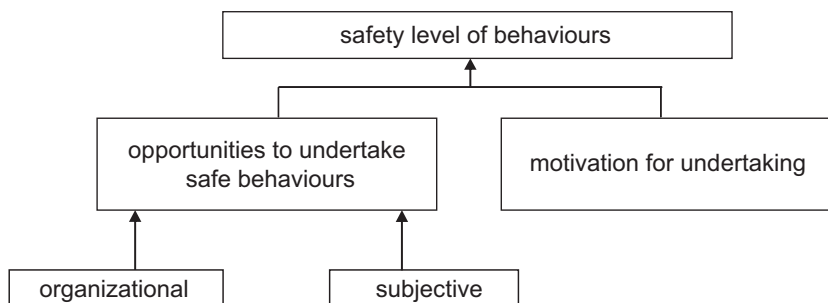 safety level of behaviours
opportunities to undertake
safe behaviours
motivation for undertaking
organizational
subjective